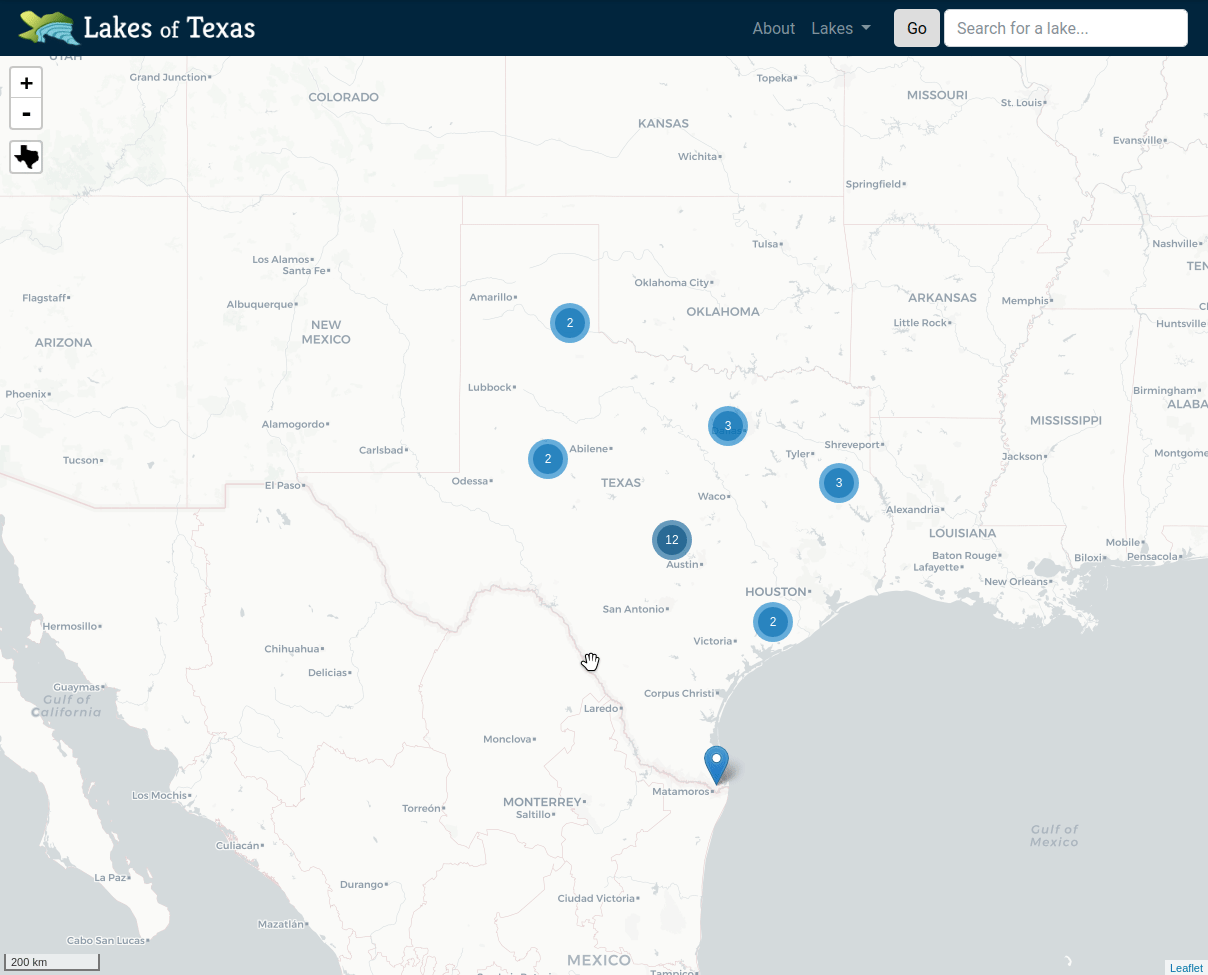 Lakes of Texas
About
Lakes
Go
Search for a lake...
UTAH
+
-
Grand Junction
COLORADO
Topeka
MISSOURI
St. Louis
KANSAS
Evansville
Wichita
Springfield
Tulsa
Nashville
Los Alamos
Santa Fe
TEN
Oklahoma City
Flagstaff
Albuquerque
Amarillo
ARKANSAS
Memphis
OKLAHOMA
2
Little Rock
Huntsville
NEW
MEXICO
ARIZONA
Lubbock
Phoenix
Birmingham
ALABA
Alamogordo
3
MISSISSIPPI
Carlsbad
Abilene
Shreveport
Tyler
Montgome
Tucson
2
Jackson
Odessa
TEXAS
3
El Paso
Waco
Alexandria
LOUISIANA
12
Mobile
Baton Rouge
Biloxi
Pensacola
Austin
Lafayette
New Orleans
HOUSTON
San Antonio
2
Hermosillo
Victoria
Chihuahua
Delicias
Guaymas
Gulf of
California
Corpus Christi
Laredo
Monclova
Matamoros
Los Mochis
MONTERREY
Torreón
Saltillo
Gulf of
Mexico
Culiacán
La Paz
Durango
Ciudad Victoria
Mazatlán
Cabo San Lucas
200 km
MEXICO
Tampico
Leaflet